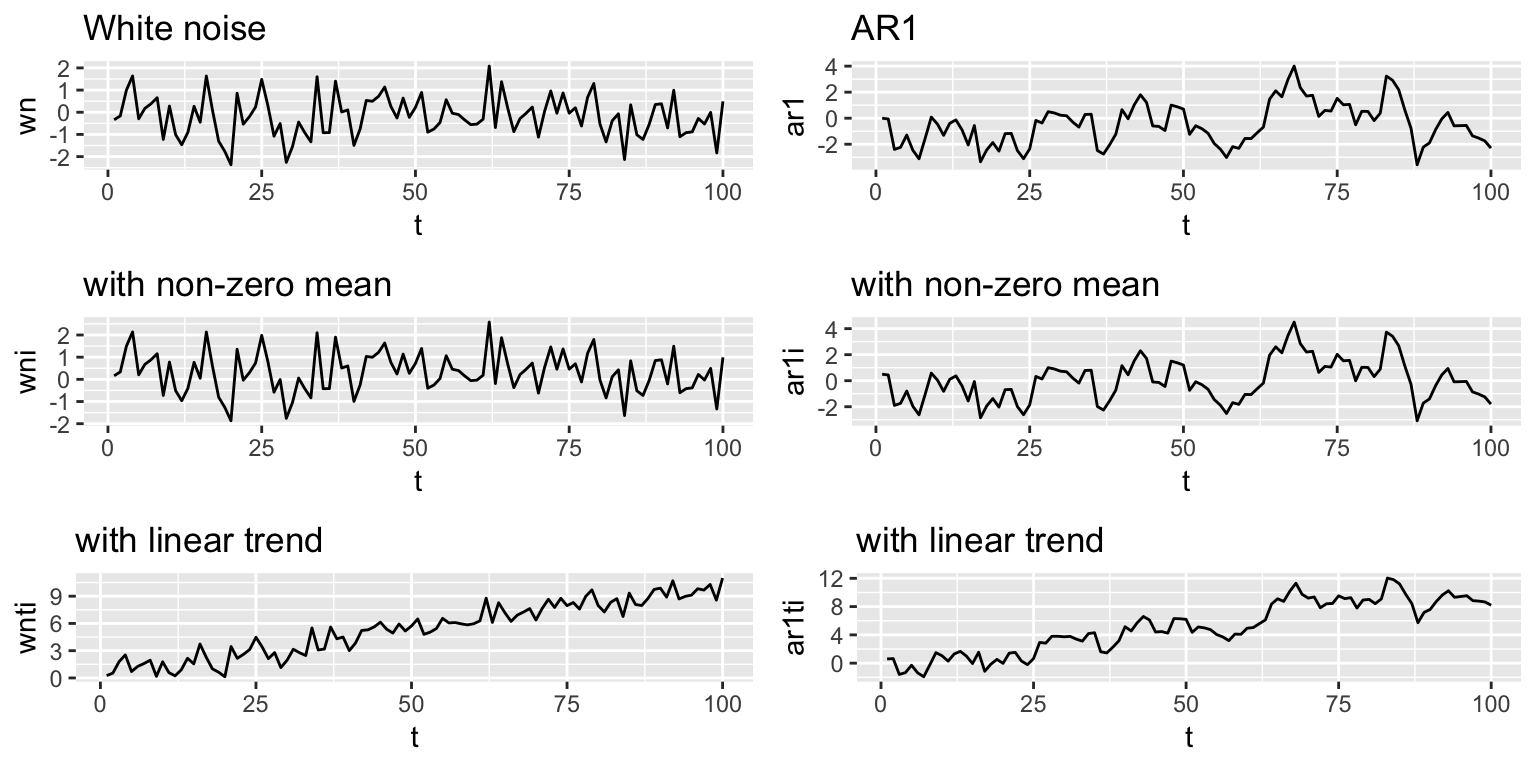 White noise
wn
2
1
0
-1
-2
0 25 50 75 100
t
AR1
ar1
4
2
0
-2
0 25 50 75 100
t
with non-zero mean
wni
2
1
0
-1
-2
0 25 50 75 100
t
with non-zero mean
ar1i
4
2
0
-2
0 25 50 75 100
t
with linear trend
wnti
9
6
3
0
0 25 50 75 100
t
with linear trend
ar1ti
12
8
4
0
0 25 50 75 100
t